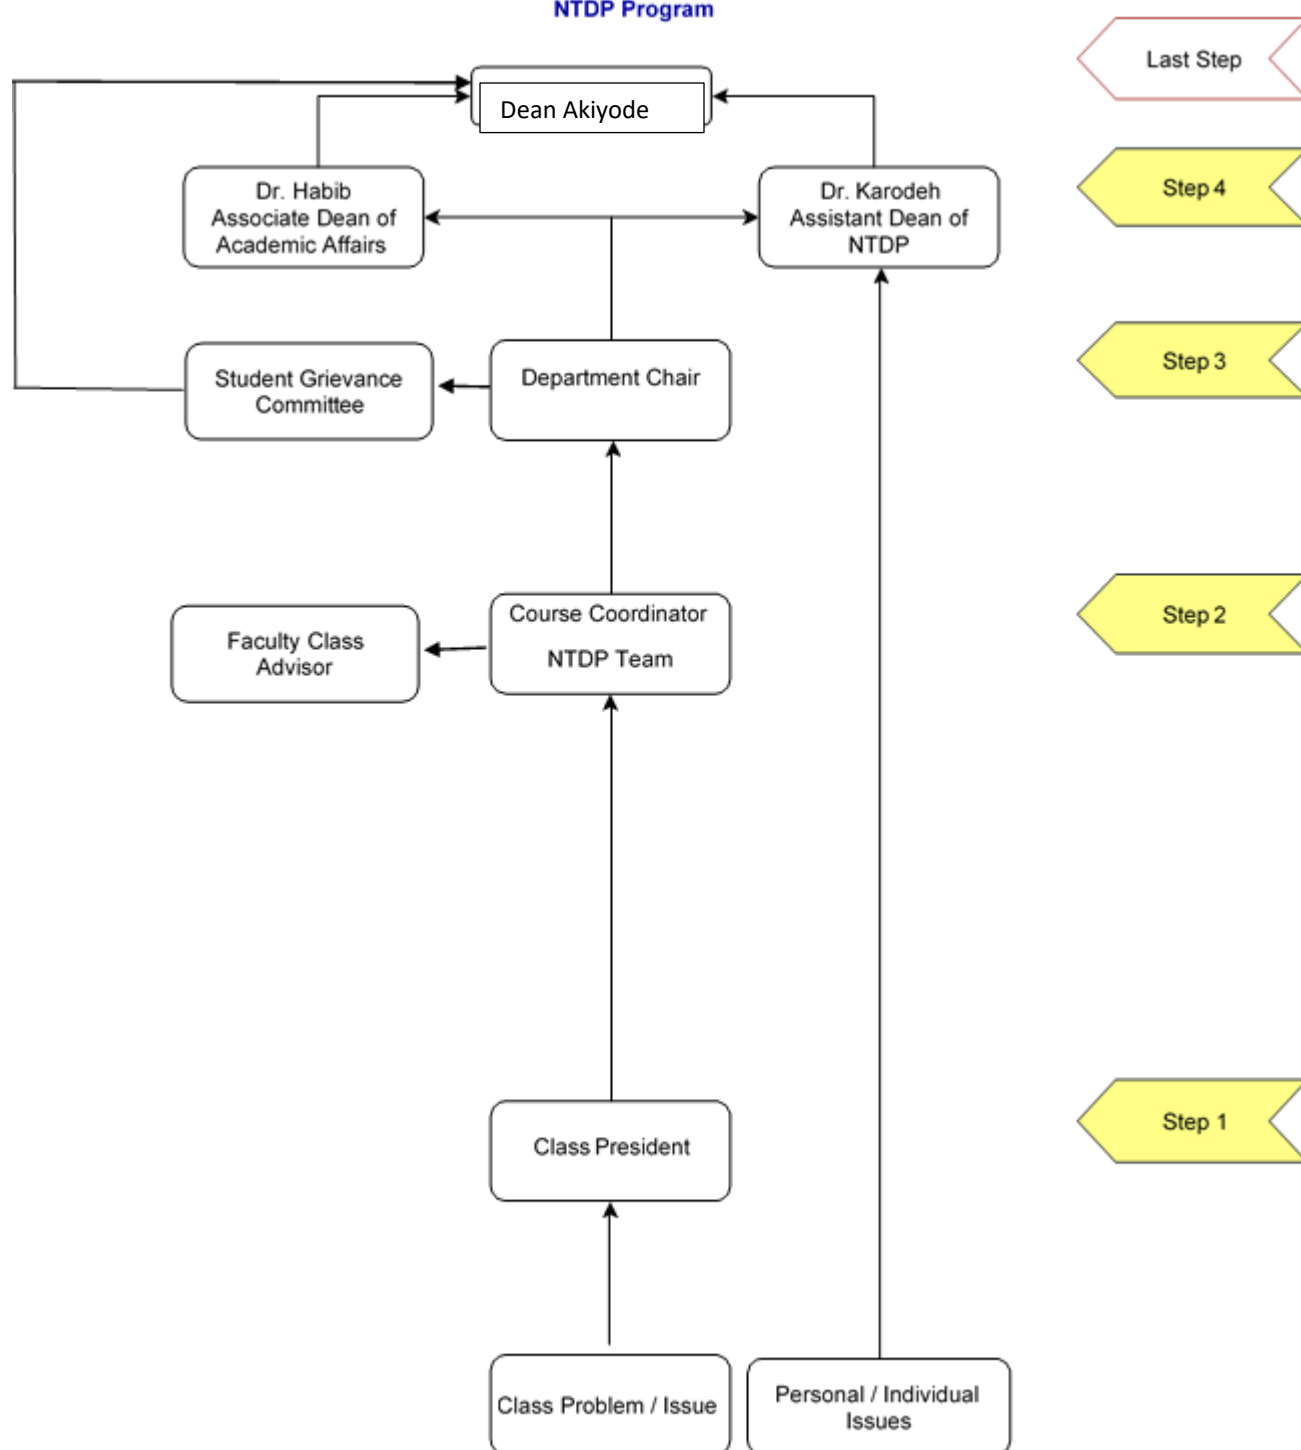 NTDP Program
Last Step
Dean Akiyode
Dr. Habib
Associate Dean of
Academic Affairs
Dr. Karodeh
Assistant Dean of
NTDP
Step 4
Student Grievance
Committee
Department Chair
Step 3
Faculty Class
Advisor
Course Coordinator
NTDP Team
Step 2
Class President
Step 1
Class Problem / Issue
Personal / Individual
Issues